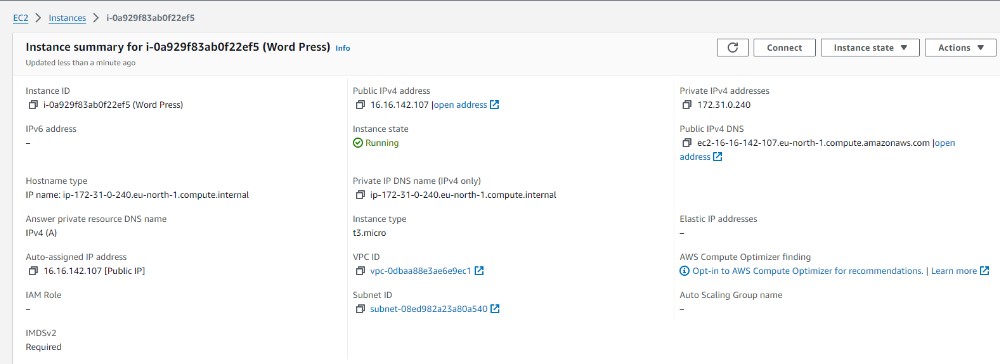 EC2 > Instances > i-0a929f83ab0f22ef5
Instance summary for i-0a929f83ab0f22ef5 (Word Press) Info
Updated less than a minute ago
Connect
Instance state
Actions
Instance ID
i-0a929f83ab0f22ef5 (Word Press)
Public IPv4 address
16.16.142.107 |open address
Private IPv4 addresses
172.31.0.240
IPv6 address
–
Instance state
Running
Public IPv4 DNS
ec2-16-16-142-107.eu-north-1.compute.amazonaws.com |open
address
Hostname type
IP name: ip-172-31-0-240.eu-north-1.compute.internal
Private IP DNS name (IPv4 only)
ip-172-31-0-240.eu-north-1.compute.internal
Answer private resource DNS name
IPv4 (A)
Instance type
t3.micro
Elastic IP addresses
–
Auto-assigned IP address
16.16.142.107 [Public IP]
VPC ID
vpc-0dbaa88e3ae6e9ec1
AWS Compute Optimizer finding
Opt-in to AWS Compute Optimizer for recommendations. | Learn more
IAM Role
–
Subnet ID
subnet-08ed982a23a80a540
Auto Scaling Group name
–
IMDSv2
Required